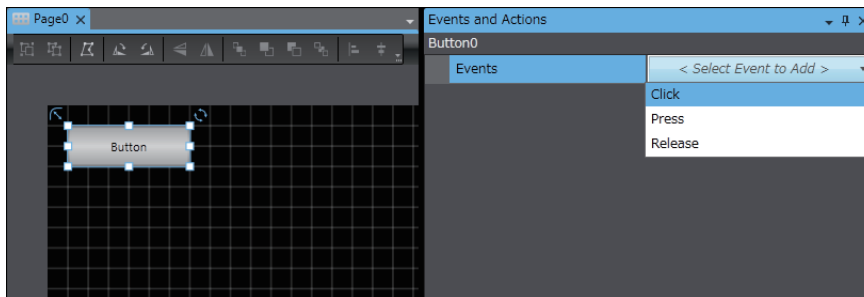 Page0
Events and Actions
Button0
Events
< Select Event to Add >
Click
Press
Release
Button